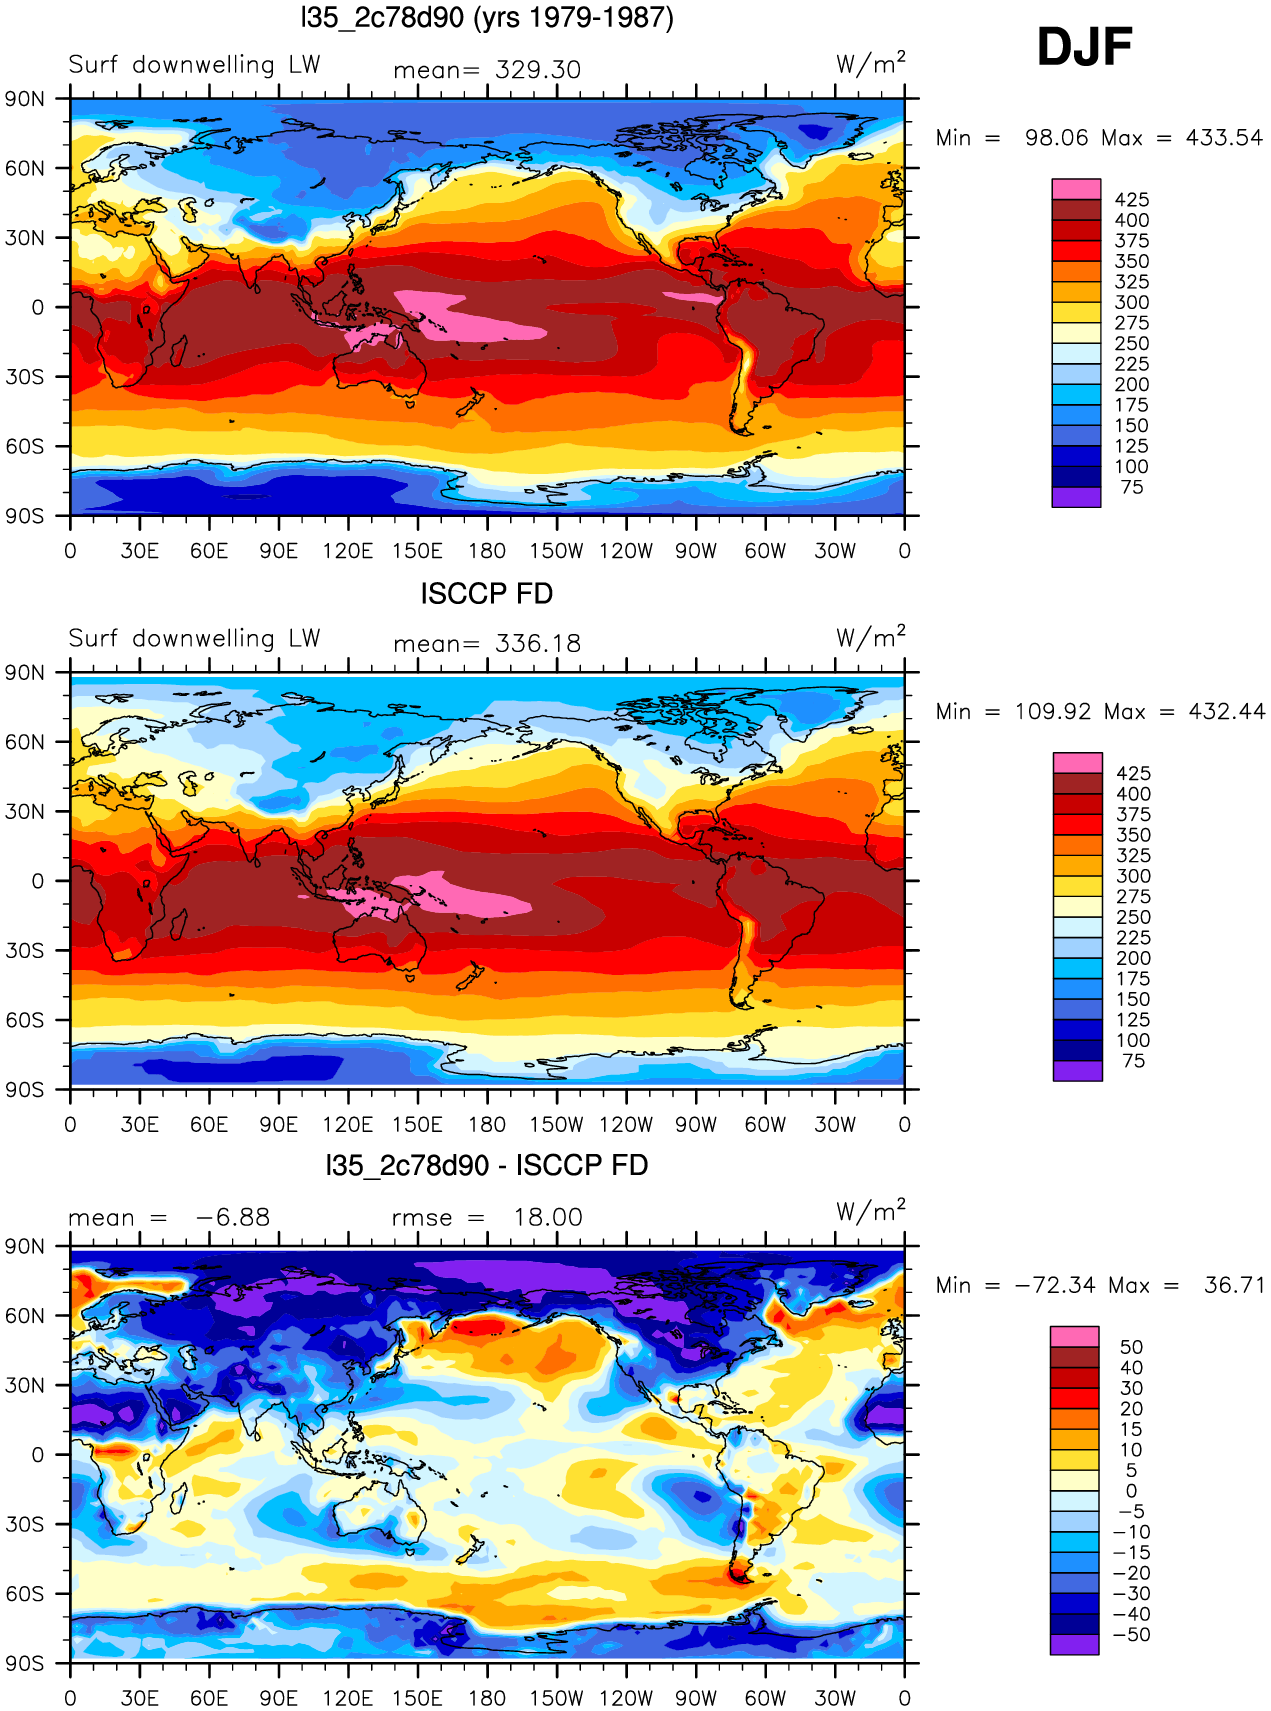 l35_2c78d90 (yrs 1979-1987)
DJF
Surf downwelling LW mean= 329.30 W/m²
Min = 98.06 Max = 433.54
90N
60N
30N
0
30S
60S
90S
0 30E 60E 90E 120E 150E 180 150W 120W 90W 60W 30W 0
425
400
375
350
325
300
275
250
225
200
175
150
125
100
75
ISCCP FD
Surf downwelling LW mean= 336.18 W/m²
Min = 109.92 Max = 432.44
90N
60N
30N
0
30S
60S
90S
0 30E 60E 90E 120E 150E 180 150W 120W 90W 60W 30W 0
425
400
375
350
325
300
275
250
225
200
175
150
125
100
75
l35_2c78d90 - ISCCP FD
mean = -6.88 rmse = 18.00 W/m²
Min = -72.34 Max = 36.71
90N
60N
30N
0
30S
60S
90S
0 30E 60E 90E 120E 150E 180 150W 120W 90W 60W 30W 0
50
40
30
20
15
10
5
0
-5
-10
-15
-20
-30
-40
-50